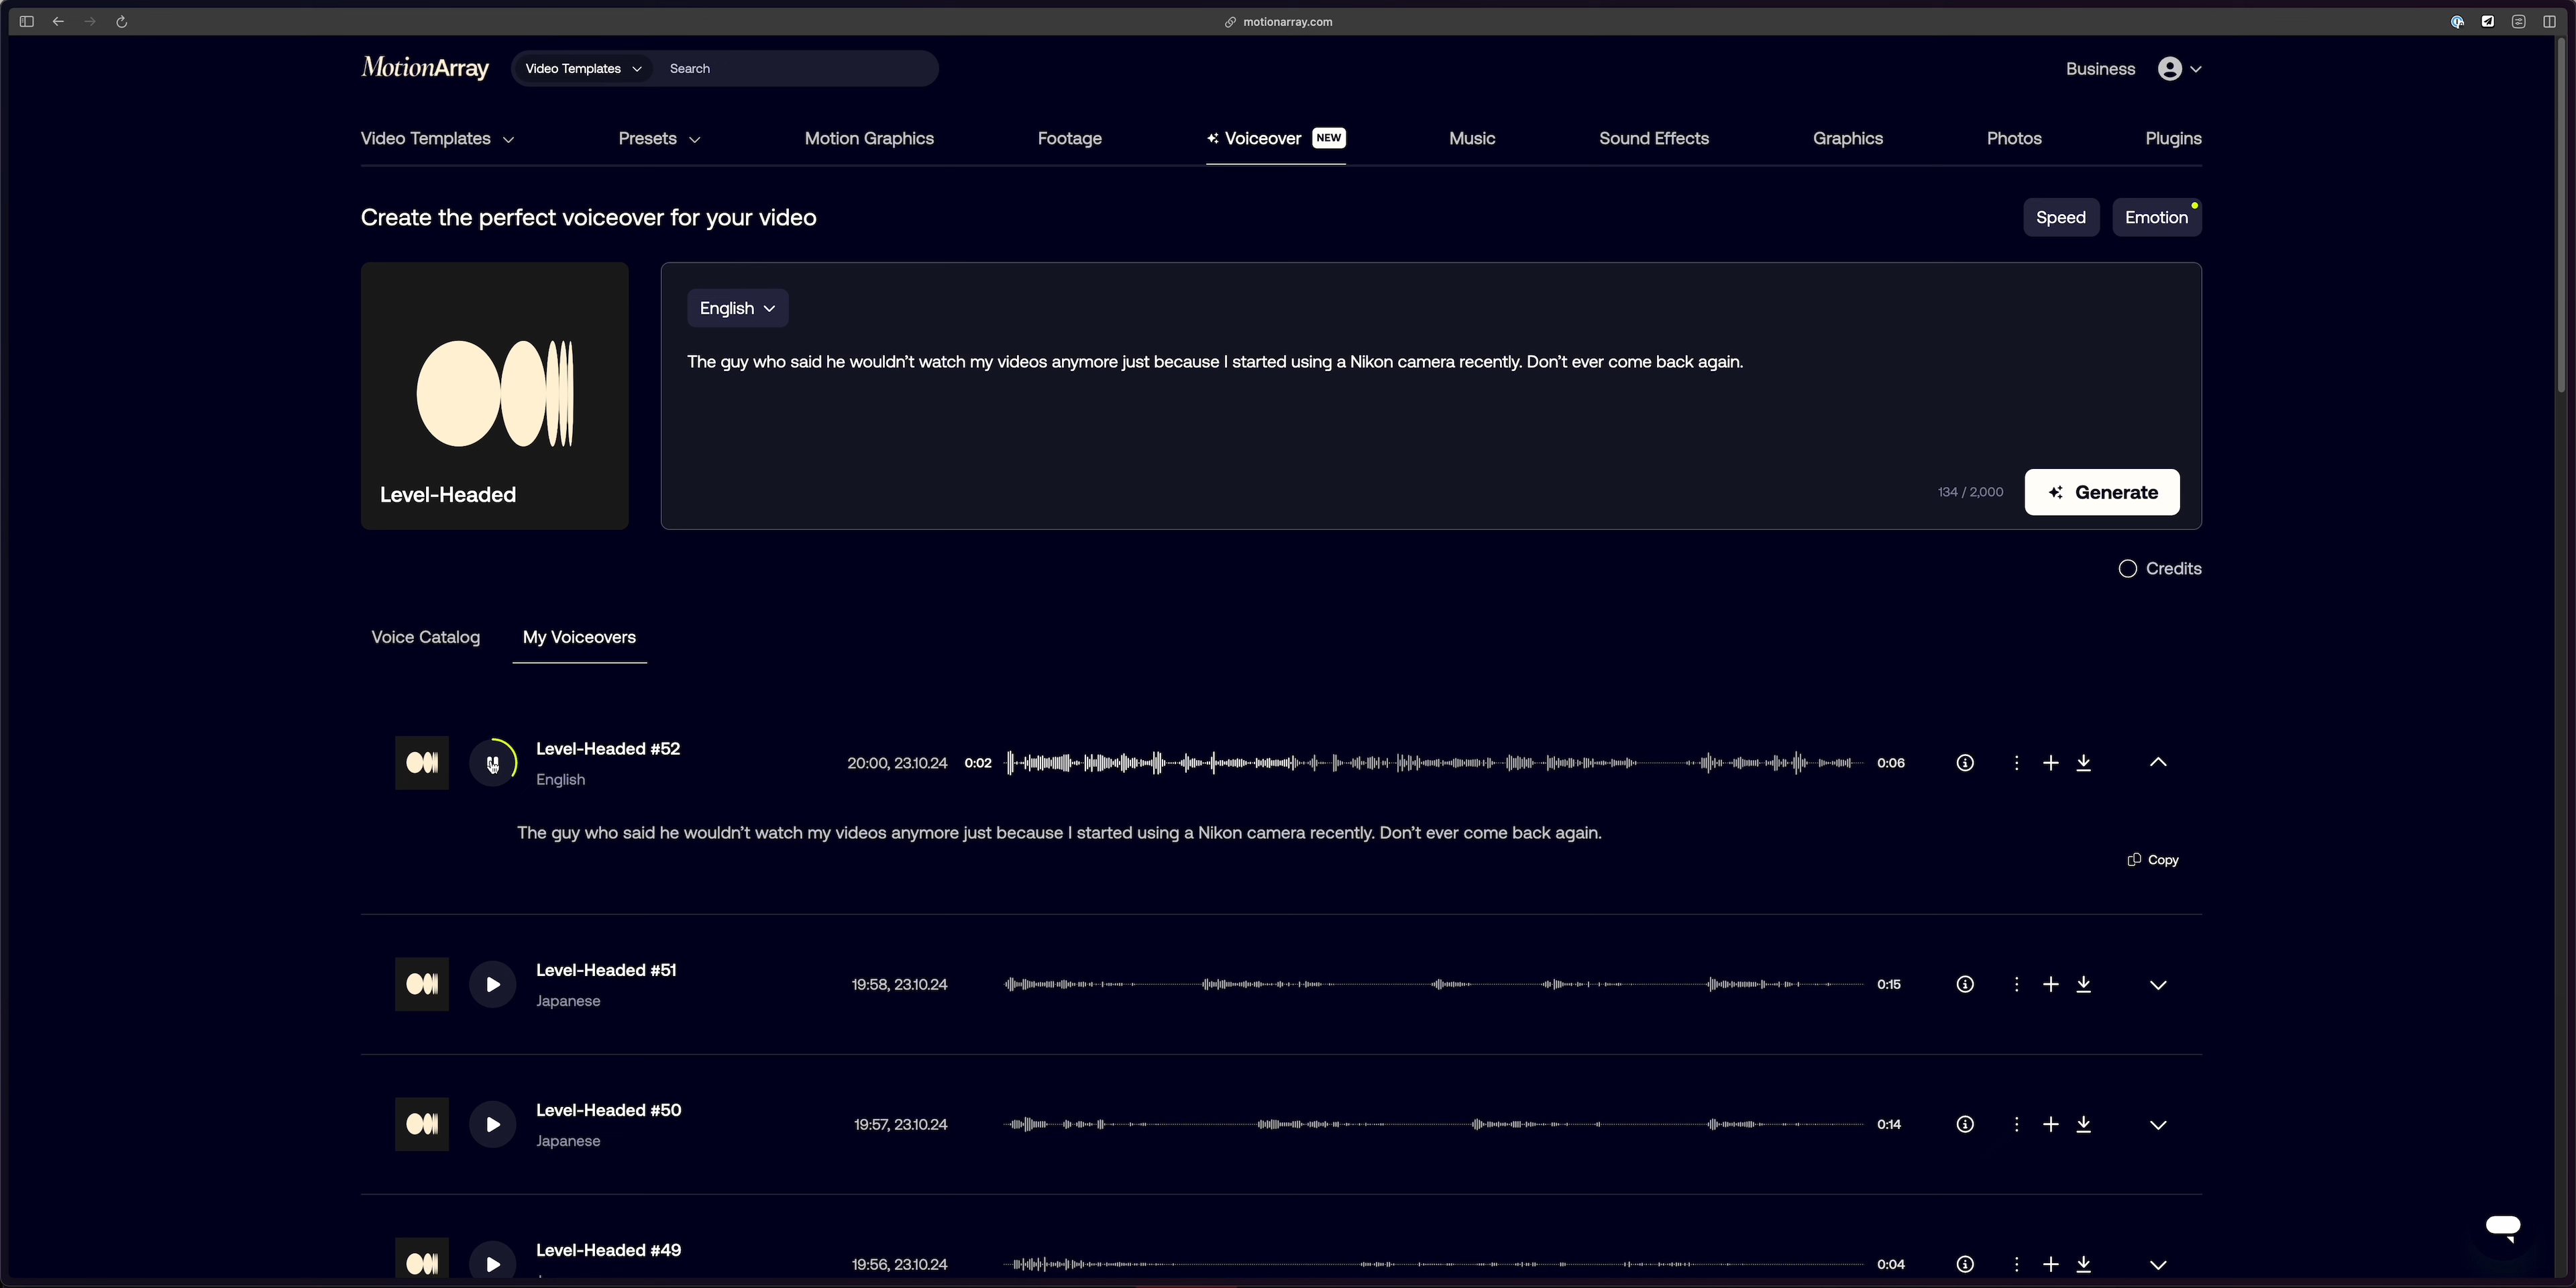 motionarray.com
MotionArray
Video Templates
Search
Business
Video Templates
Presets
Motion Graphics
Footage
Voiceover NEW
Music
Sound Effects
Graphics
Photos
Plugins
Create the perfect voiceover for your video
Speed
Emotion
English
The guy who said he wouldn’t watch my videos anymore just because I started using a Nikon camera recently. Don’t ever come back again.
Level-Headed
134 / 2,000
Generate
Credits
Voice Catalog
My Voiceovers
Level-Headed #52
English
20:00, 23.10.24
0:02
0:06
The guy who said he wouldn’t watch my videos anymore just because I started using a Nikon camera recently. Don’t ever come back again.
Copy
Level-Headed #51
Japanese
19:58, 23.10.24
0:15
Level-Headed #50
Japanese
19:57, 23.10.24
0:14
Level-Headed #49
19:56, 23.10.24
0:04